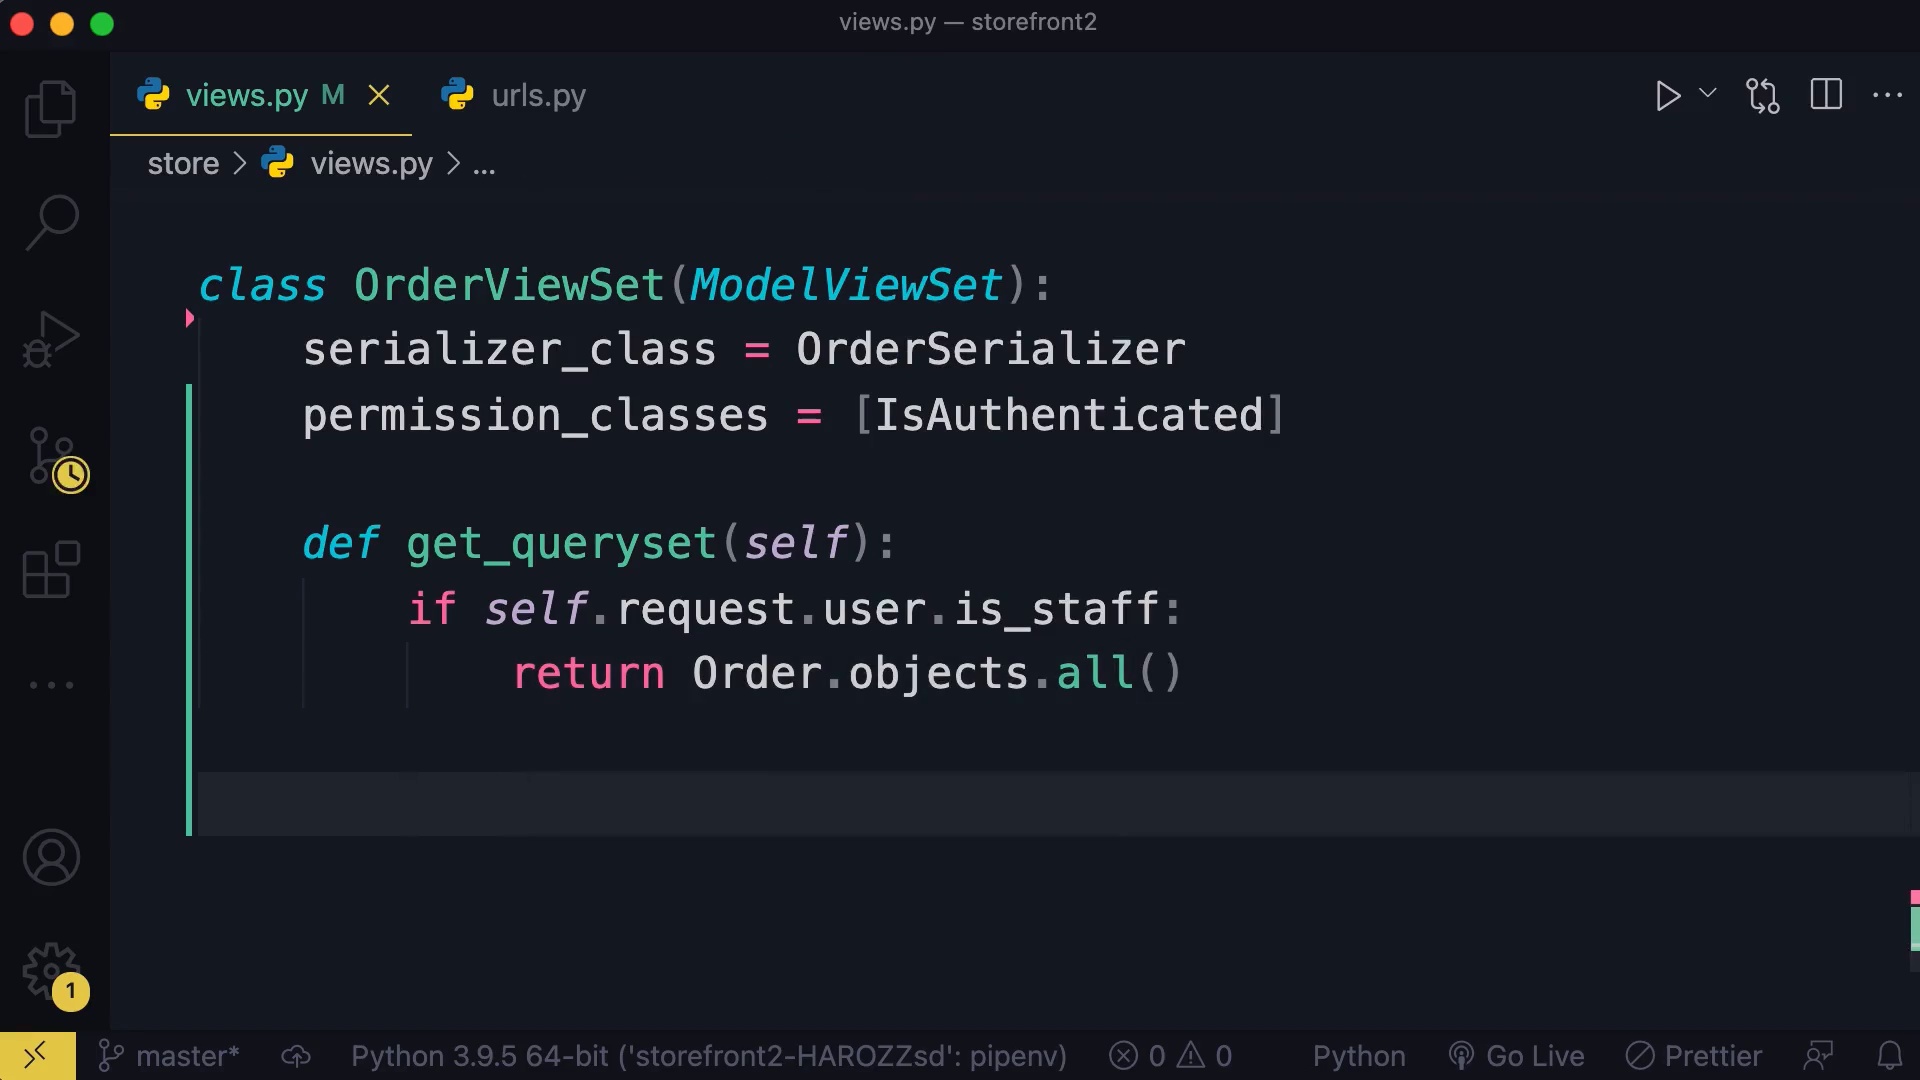 views.py — storefront2
views.py M urls.py
store > views.py > ...
class OrderViewSet(ModelViewSet):
    serializer_class = OrderSerializer
    permission_classes = [IsAuthenticated]
    def get_queryset(self):
        if self.request.user.is_staff:
            return Order.objects.all()
1
master* Python 3.9.5 64-bit ('storefront2-HAROZZsd': pipenv) 0 0 Python Go Live Prettier